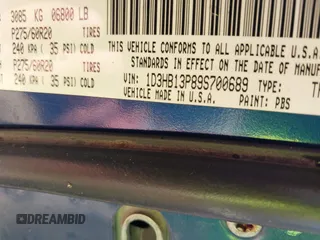 3085 KG 06800 LB
P275/60R20 TIRES
240 KPA/ 35 PSI/ COLD
P275/60R20 TIRES
240 KPA/ 35 PSI/ COLD
THIS VEHICLE CONFORMS TO ALL APPLICABLE U.S.A.
STANDARDS IN EFFECT ON THE DATE OF MANUFACTURE
VIN: 1D3HB13P89S700689 TYPE:
MADE IN U.S.A. PAINT: PBS
DREAMBID